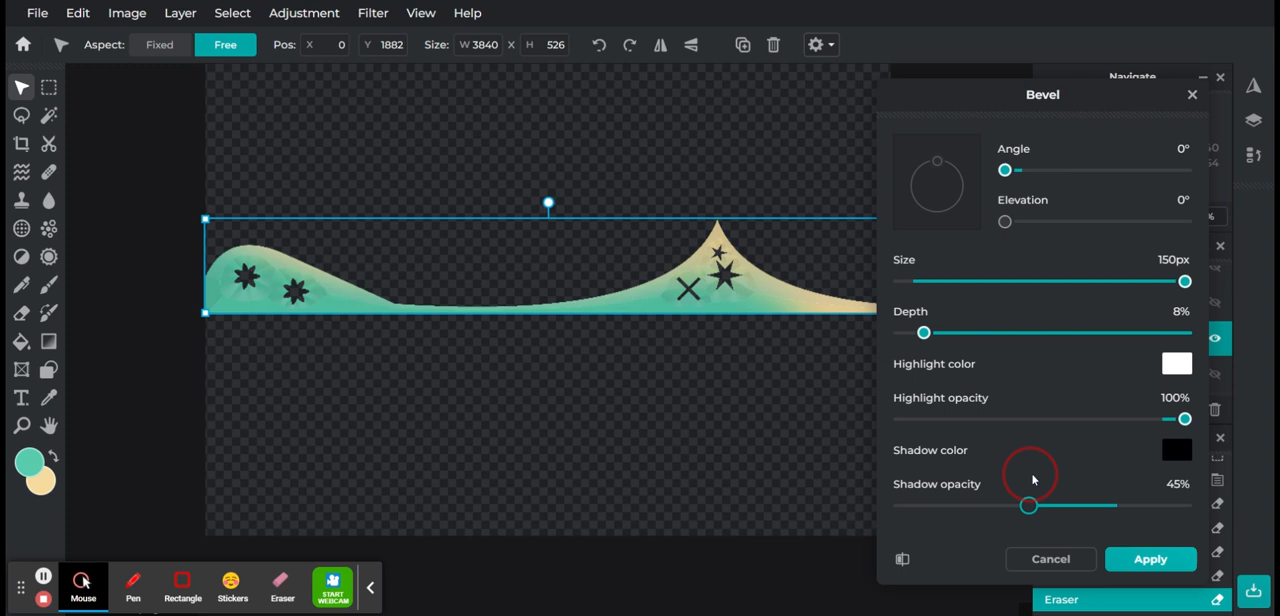 File Edit Image Layer Select Adjustment Filter View Help
Aspect: Fixed Free Pos: X 0 Y 1882 Size: W 3840 X H 526
Navigate
Bevel
Angle 0°
Elevation 0°
Size 150px
Depth 8%
Highlight color
Highlight opacity 100%
Shadow color
Shadow opacity 45%
Cancel Apply
Eraser
Mouse Pen Rectangle Stickers Eraser START WEBCAM